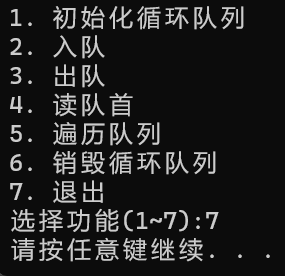 1. 初始化循环队列
2. 入队
3. 出队
4. 读队首
5. 遍历队列
6. 销毁循环队列
7. 退出
选择功能(1~7):7
请按任意键继续. . .